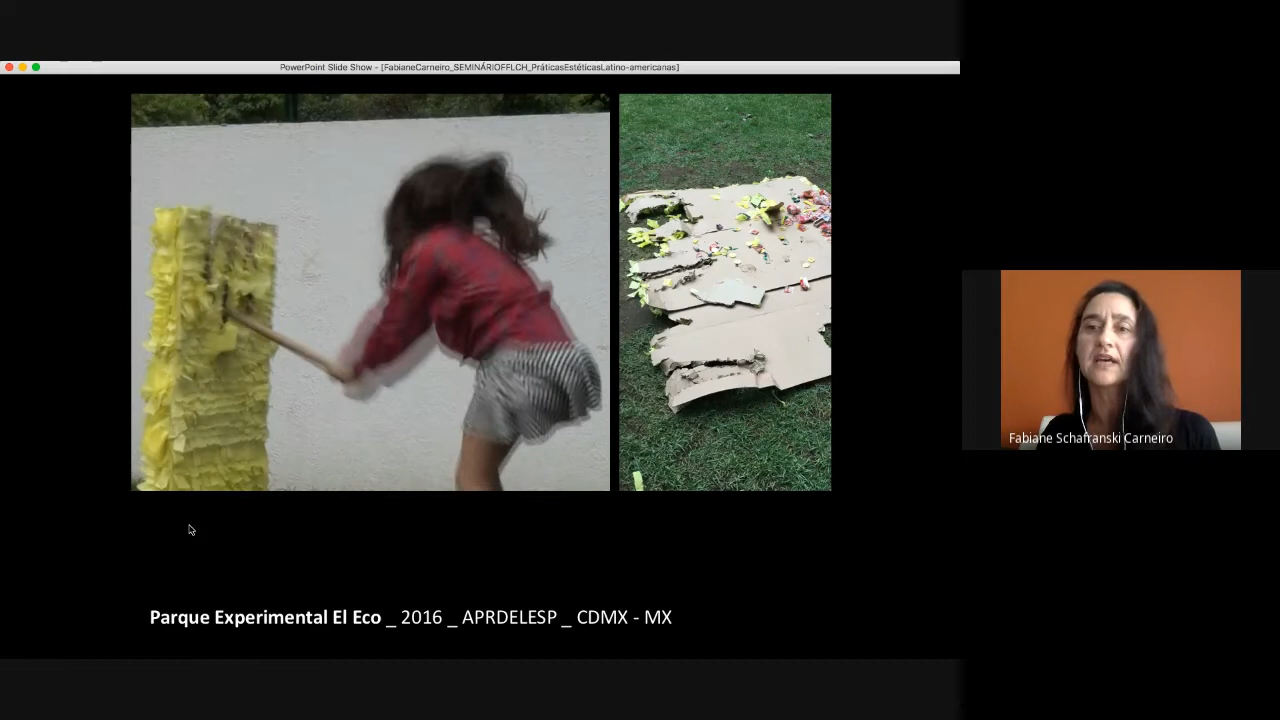 PowerPoint Slide Show - [FabianeCarneiro_SEMINÁRIOFFLCH_PráticasEstéticasLatino-americanas]
Fabiane Schafranski Carneiro
Parque Experimental El Eco _ 2016 _ APRDELESP _ CDMX - MX